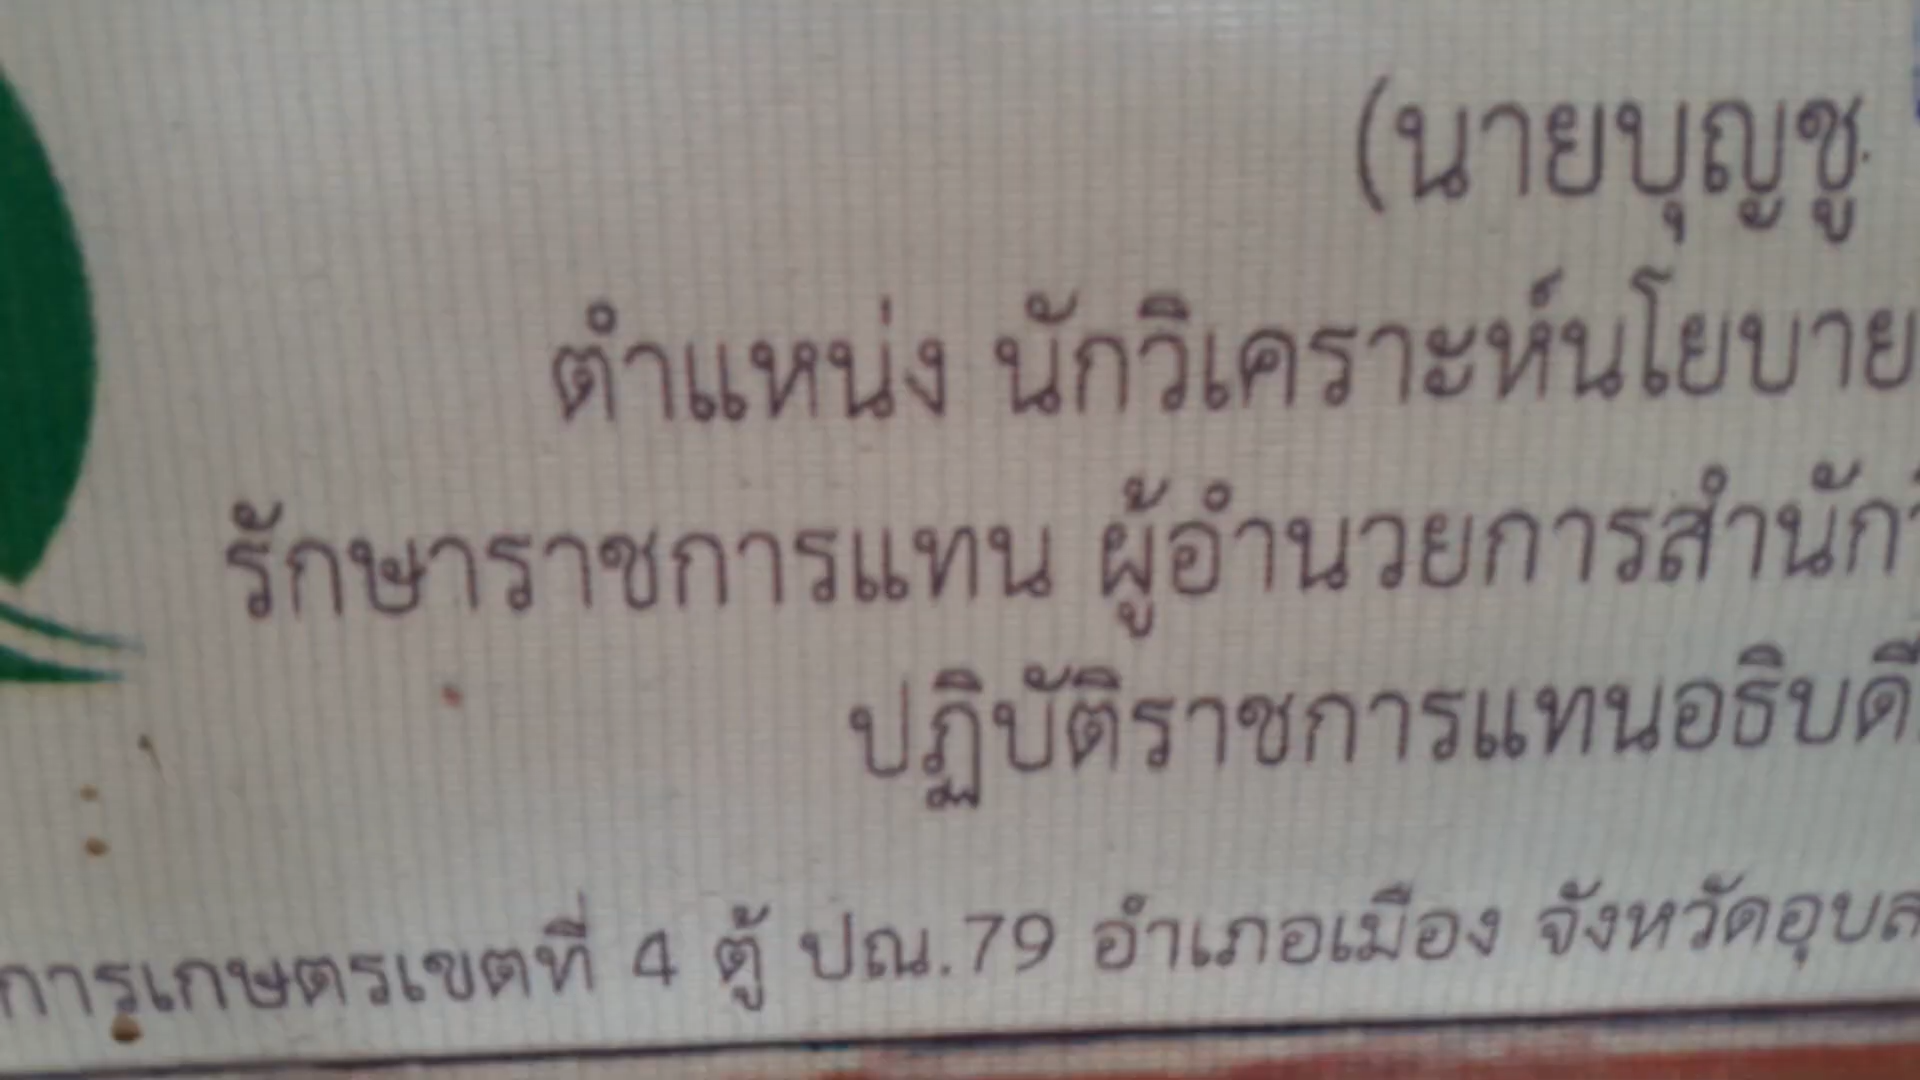 (นายบุญชู
ตำแหน่ง นักวิเคราะห์นโยบาย
รักษาราชการแทน ผู้อำนวยการสำนัก
ปฏิบัติราชการแทนอธิบดี
การเกษตรเขตที่ 4 ตู้ ปณ.79 อำเภอเมือง จังหวัดอุบล